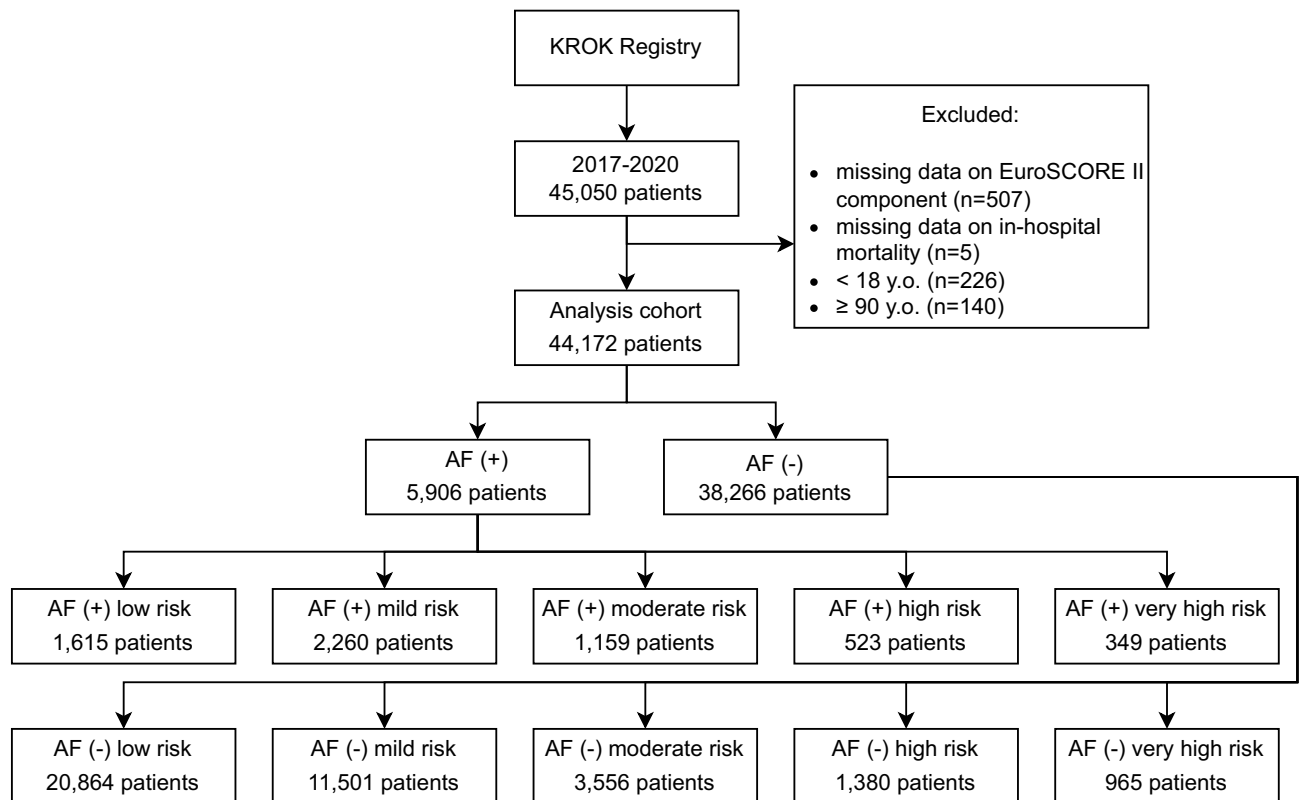 KROK Registry
2017-2020
45,050 patients
Excluded:
• missing data on EuroSCORE II
component (n=507)
• missing data on in-hospital
mortality (n=5)
• < 18 y.o. (n=226)
• ≥ 90 y.o. (n=140)
Analysis cohort
44,172 patients
AF (+)
5,906 patients
AF (-)
38,266 patients
AF (+) low risk
1,615 patients
AF (+) mild risk
2,260 patients
AF (+) moderate risk
1,159 patients
AF (+) high risk
523 patients
AF (+) very high risk
349 patients
AF (-) low risk
20,864 patients
AF (-) mild risk
11,501 patients
AF (-) moderate risk
3,556 patients
AF (-) high risk
1,380 patients
AF (-) very high risk
965 patients